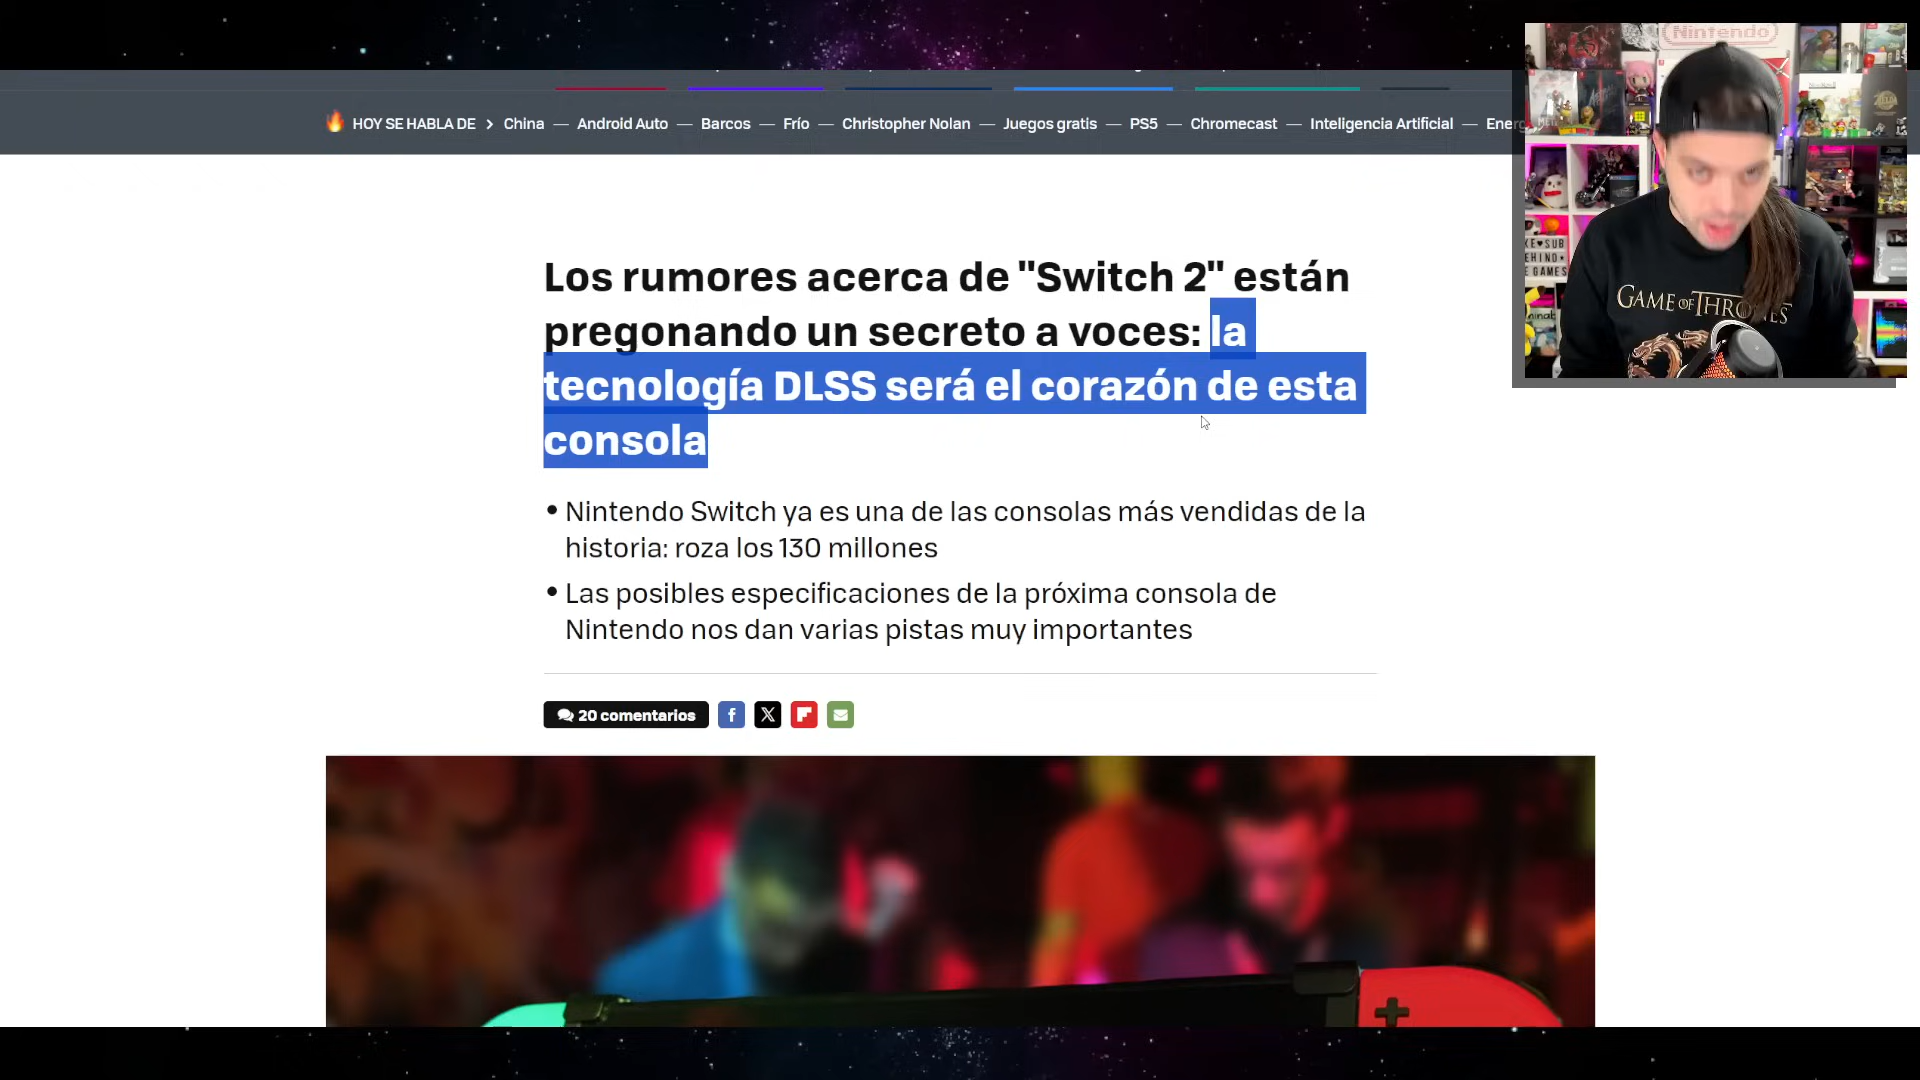 HOY SE HABLA DE > China — Android Auto — Barcos — Frío — Christopher Nolan — Juegos gratis — PS5 — Chromecast — Inteligencia Artificial —
Nintendo
Los rumores acerca de "Switch 2" están
pregonando un secreto a voces: la
tecnología DLSS será el corazón de esta
consola
GAME OF THRONES
• Nintendo Switch ya es una de las consolas más vendidas de la
historia: roza los 130 millones
• Las posibles especificaciones de la próxima consola de
Nintendo nos dan varias pistas muy importantes
20 comentarios